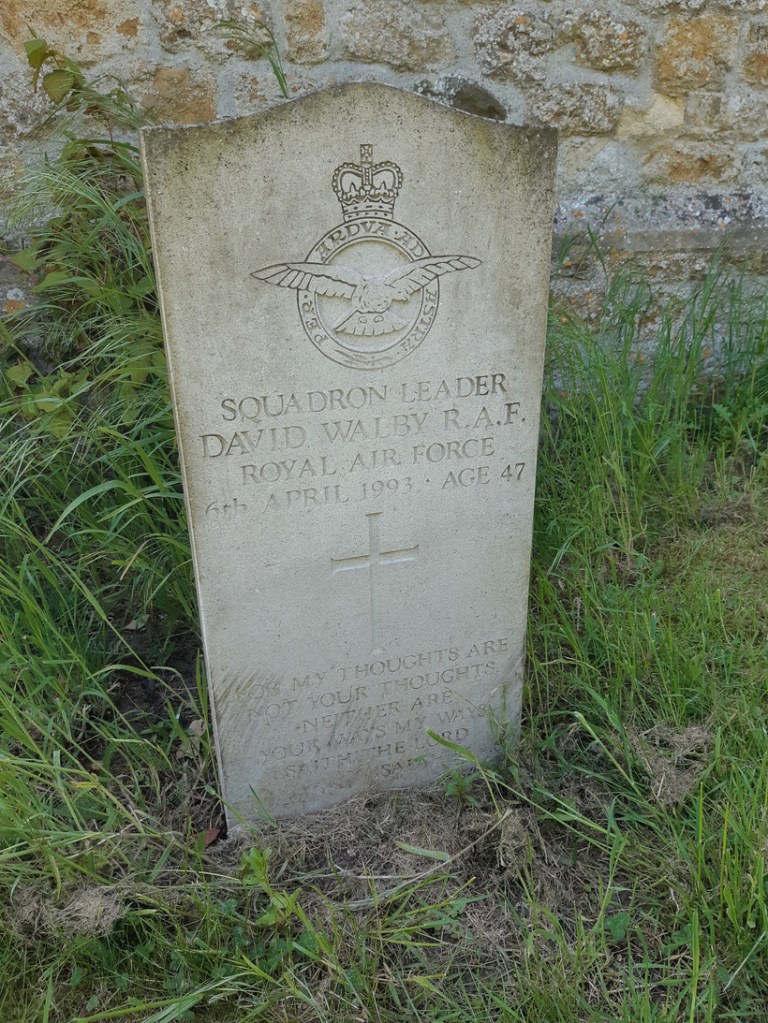 PER ARDVA AD ASTRA
SQUADRON LEADER
DAVID WALBY R.A.F.
ROYAL AIR FORCE
6th APRIL 1993 · AGE 47
FOR MY THOUGHTS ARE
NOT YOUR THOUGHTS
NEITHER ARE
YOUR WAYS MY WAYS
SAITH THE LORD